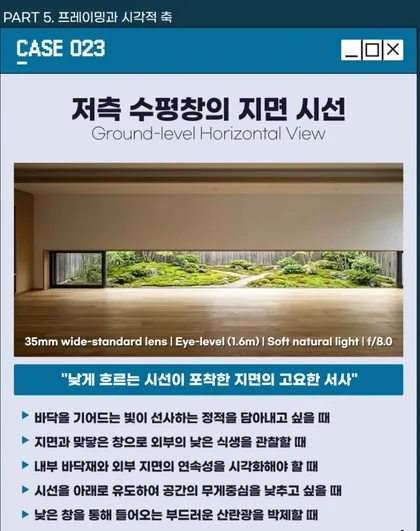 PART 5. 프레이밍과 시각적 축
CASE 023
저측 수평창의 지면 시선
Ground-level Horizontal View
35mm wide-standard lens | Eye-level (1.6m) | Soft natural light | f/8.0
"낮게 흐르는 시선이 포착한 지면의 고요한 서사"
바닥을 기어드는 빛이 선사하는 정적을 담아내고 싶을 때
지면과 맞닿은 창으로 외부의 낮은 식생을 관찰할 때
내부 바닥재와 외부 지면의 연속성을 시각화해야 할 때
시선을 아래로 유도하여 공간의 무게중심을 낮추고 싶을 때
낮은 창을 통해 들어오는 부드러운 산란광을 박제할 때